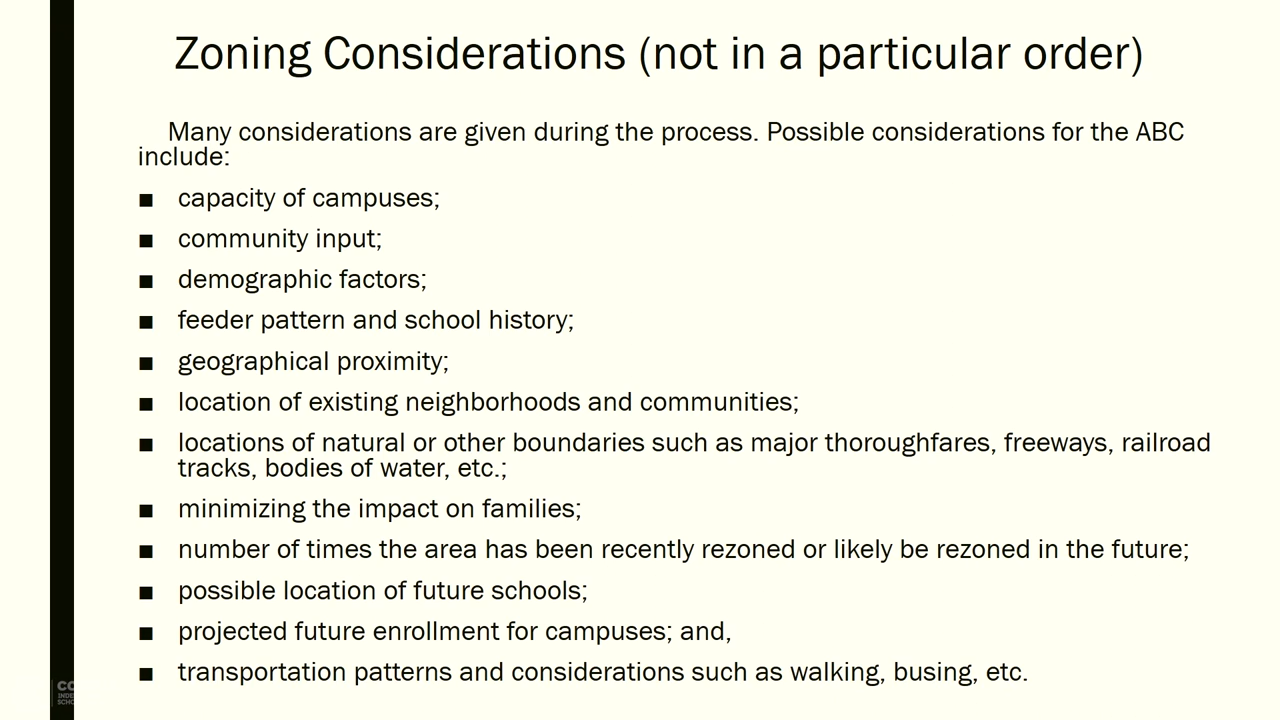 Zoning Considerations (not in a particular order)
Many considerations are given during the process. Possible considerations for the ABC
include:
■ capacity of campuses;
■ community input;
■ demographic factors;
■ feeder pattern and school history;
■ geographical proximity;
■ location of existing neighborhoods and communities;
■ locations of natural or other boundaries such as major thoroughfares, freeways, railroad
tracks, bodies of water, etc.;
■ minimizing the impact on families;
■ number of times the area has been recently rezoned or likely be rezoned in the future;
■ possible location of future schools;
■ projected future enrollment for campuses; and,
■ transportation patterns and considerations such as walking, busing, etc.